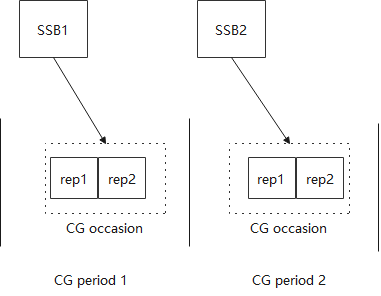 SSB1
SSB2
rep1 rep2
rep1 rep2
CG occasion
CG occasion
CG period 1
CG period 2